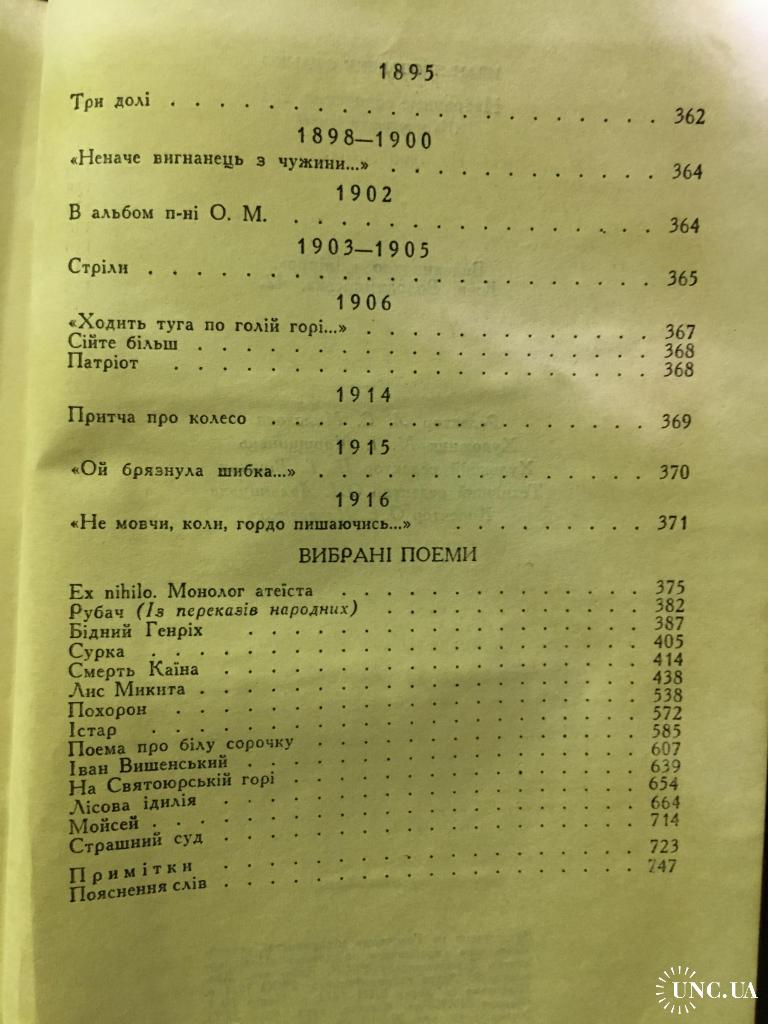 1895
Три долі . . . . . . . . . . . . . . . . . . . . 362
1898—1900
«Неначе вигнанець з чужини...» . . . . . . . . . . . 364
1902
В альбом п-ні О. М. . . . . . . . . . . . . . . 364
1903—1905
Стріли . . . . . . . . . . . . . . . . . . . . 365
1906
«Ходить туга по голій горі...» . . . . . . . . . . . . 367
Сійте більш . . . . . . . . . . . . . . . . . . 368
Патріот . . . . . . . . . . . . . . . . . . . 368
1914
Притча про колесо . . . . . . . . . . . . . . . 369
1915
«Ой брязнула шибка...» . . . . . . . . . . . . . . 370
1916
«Не мовчи, коли, гордо пишаючись...» . . . . . . . . 371
ВИБРАНІ ПОЕМИ
Ex nihilo. Монолог атеїста . . . . . . . . . . . . 375
Рубач (Із переказів народних) . . . . . . . . . . 382
Бідний Генріх . . . . . . . . . . . . . . . . 387
Сурка . . . . . . . . . . . . . . . . . . . . 405
Смерть Каїна . . . . . . . . . . . . . . . . . 414
Лис Микита . . . . . . . . . . . . . . . . . . 438
Похорон . . . . . . . . . . . . . . . . . . . 538
Істар . . . . . . . . . . . . . . . . . . . . 572
Поема про білу сорочку . . . . . . . . . . . . . 585
Іван Вишенський . . . . . . . . . . . . . . . . 607
На Святоюрській горі . . . . . . . . . . . . . . 639
Лісова ідилія . . . . . . . . . . . . . . . . . 654
Мойсей . . . . . . . . . . . . . . . . . . . . 664
Страшний суд . . . . . . . . . . . . . . . . . 714
Примітки . . . . . . . . . . . . . . . . . 723
Пояснення слів . . . . . . . . . . . . . . . . . 747
UNC.UA